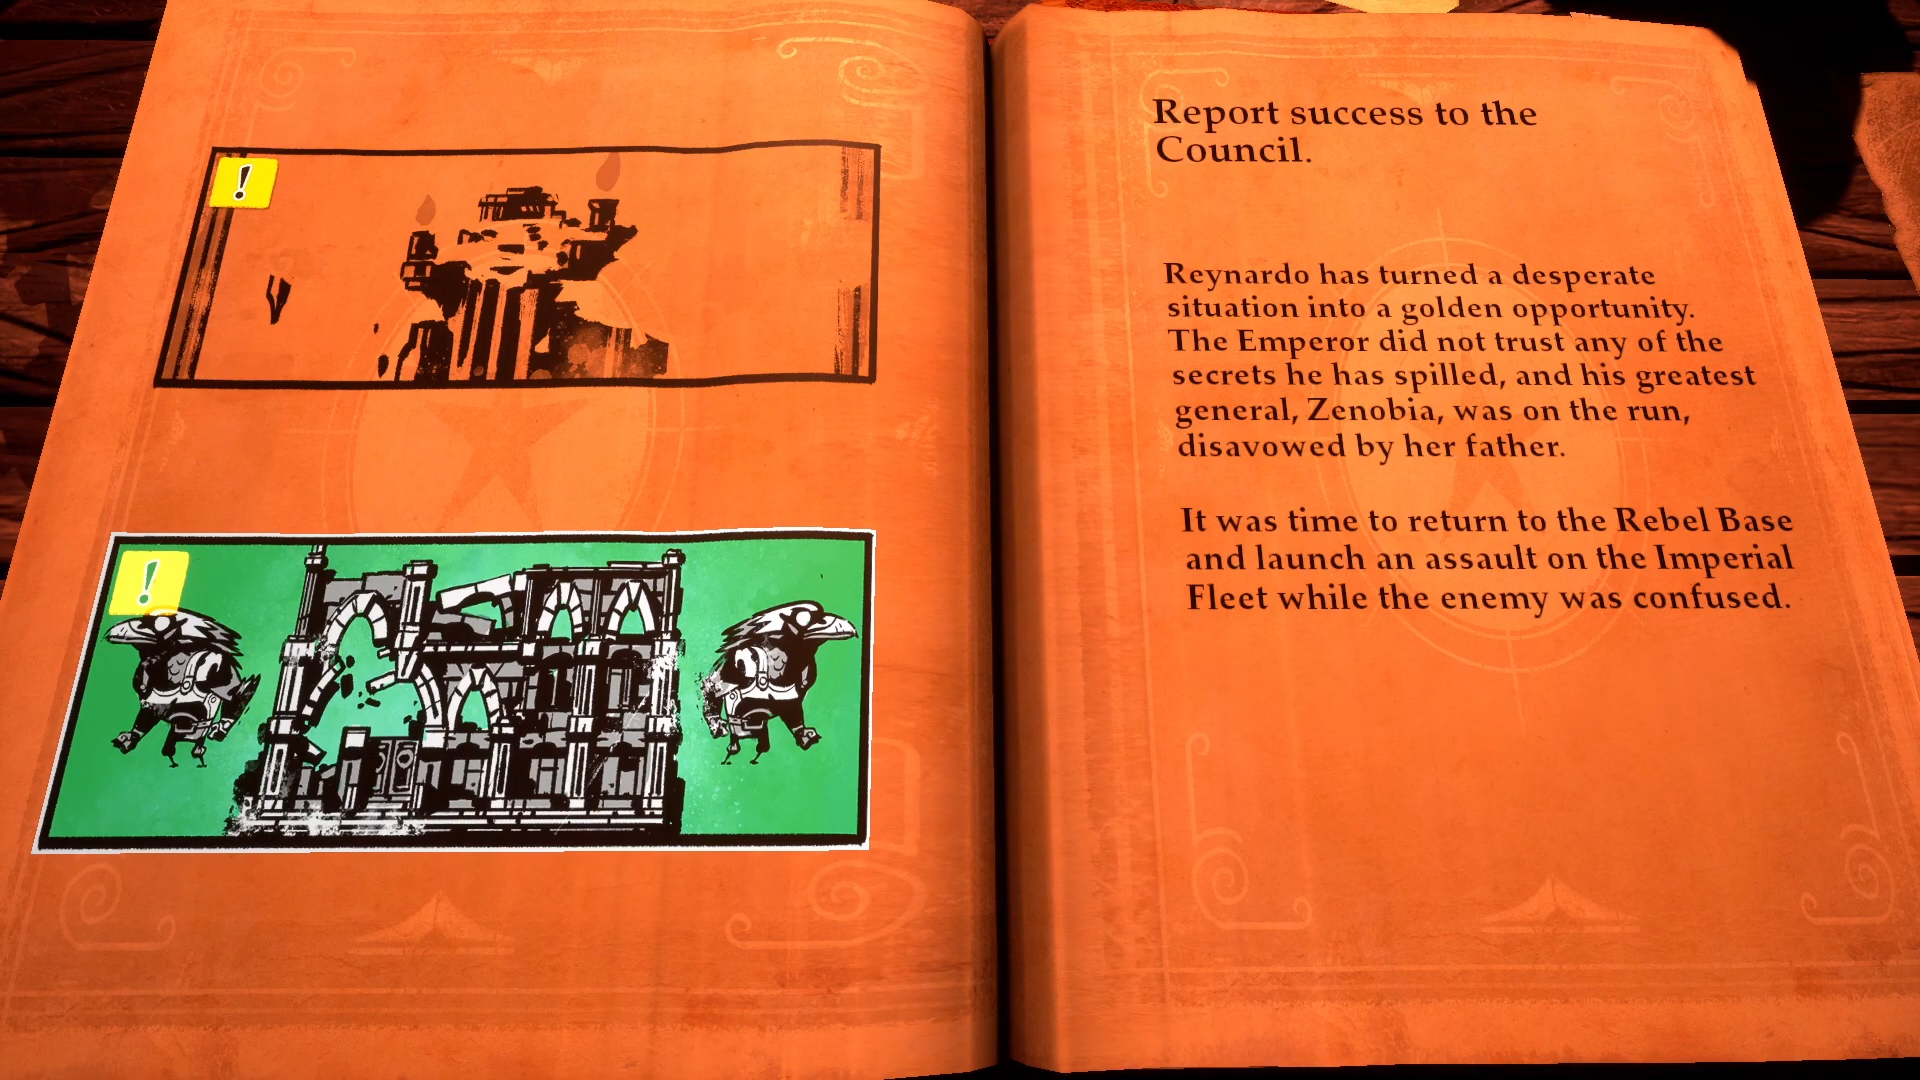 !
!
Report success to the
Council.
Reynardo has turned a desperate
situation into a golden opportunity.
The Emperor did not trust any of the
secrets he has spilled, and his greatest
general, Zenobia, was on the run,
disavowed by her father.
It was time to return to the Rebel Base
and launch an assault on the Imperial
Fleet while the enemy was confused.